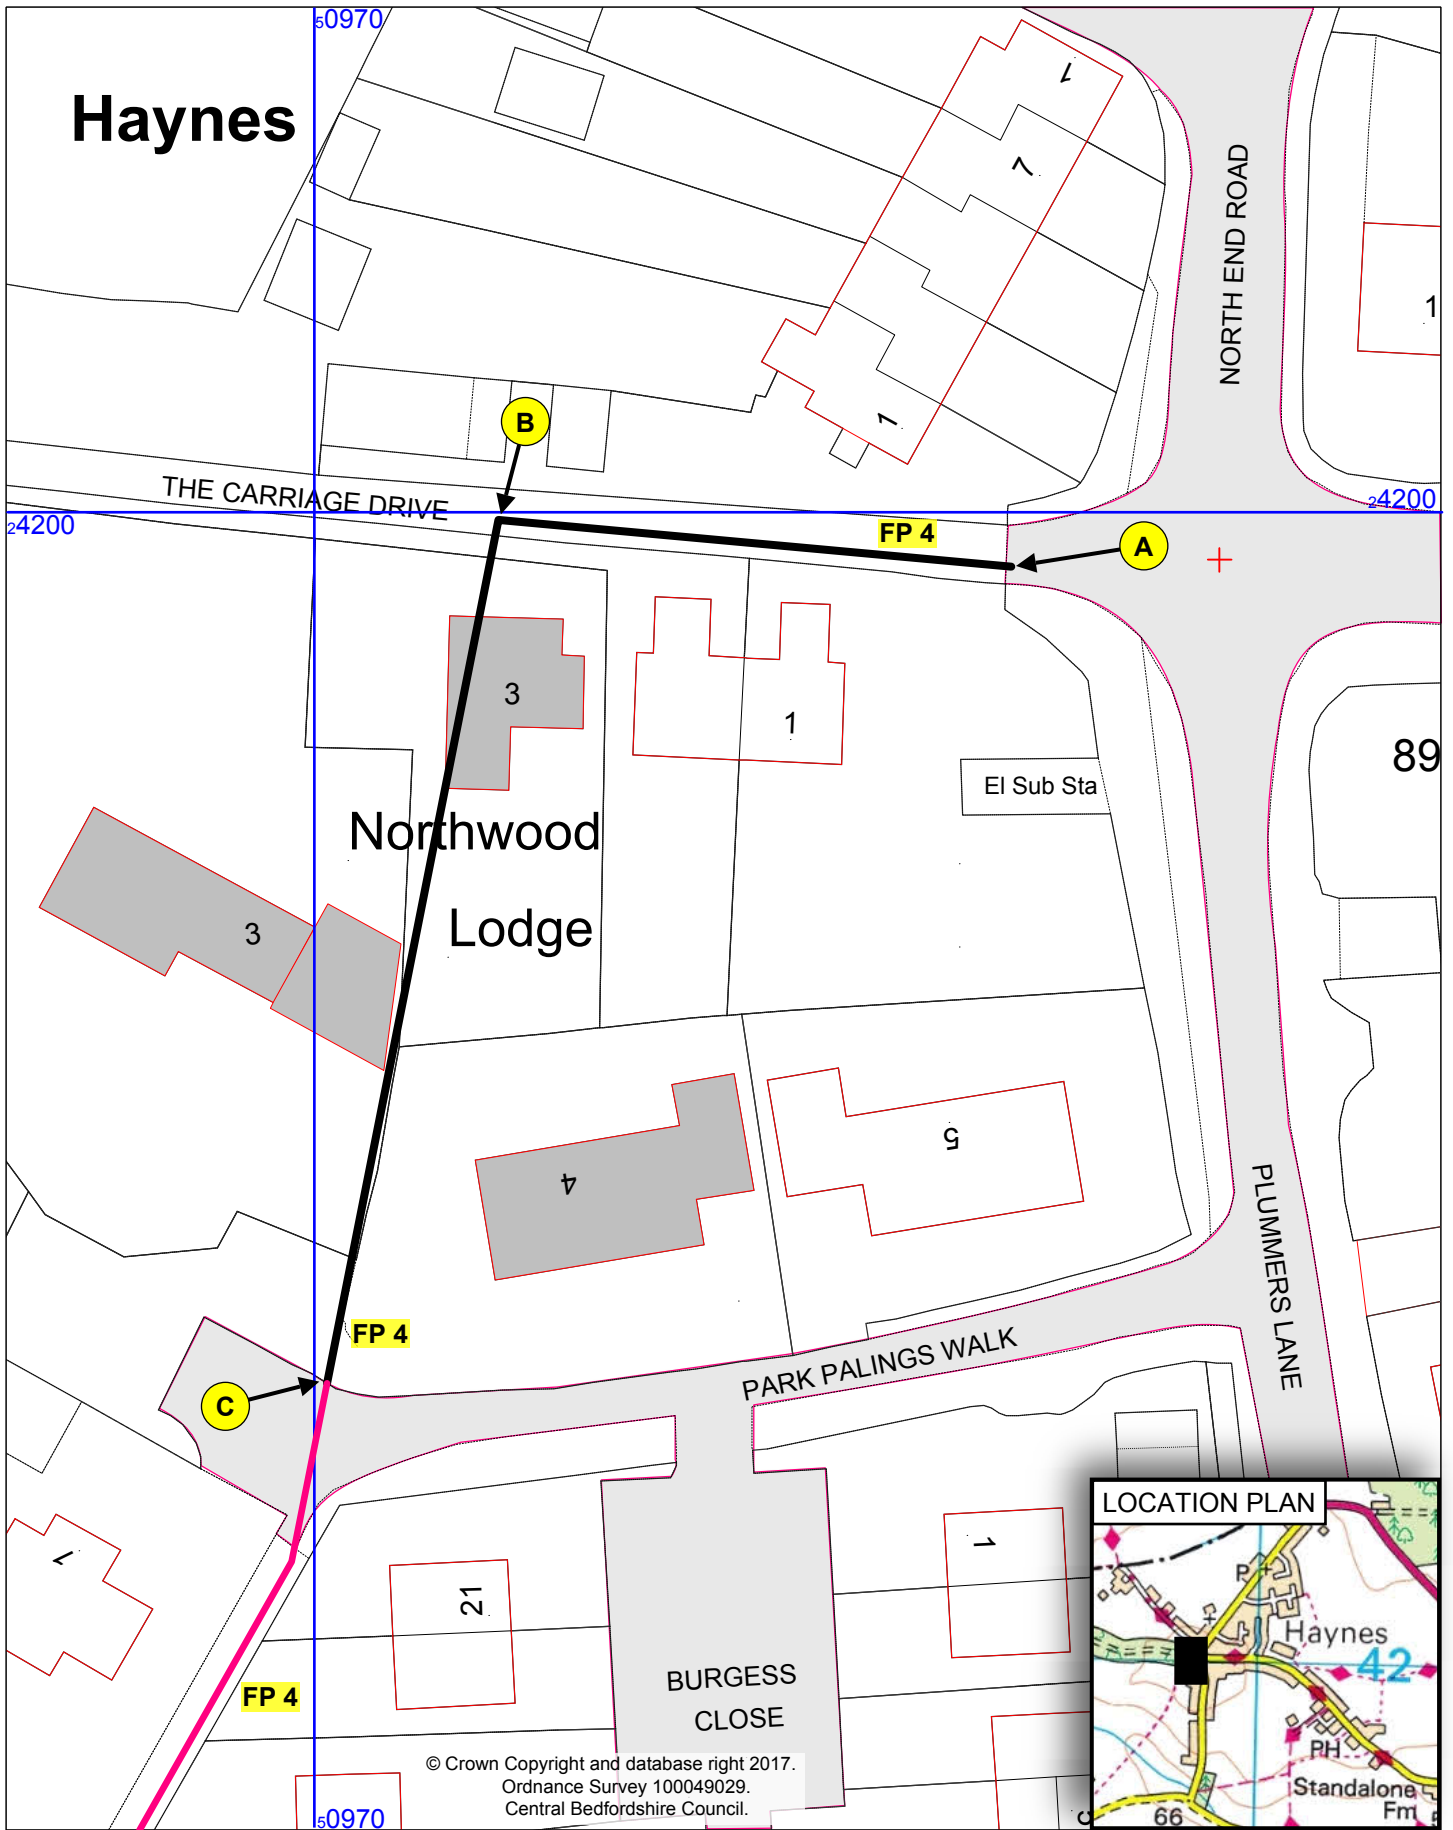 50970
Haynes
1
7
NORTH END ROAD
1
1
B
THE CARRIAGE DRIVE
24200
24200
FP 4
A
3
1
89
El Sub Sta
Northwood
Lodge
3
5
4
PLUMMERS LANE
FP 4
PARK PALINGS WALK
C
LOCATION PLAN
1
7
21
P
Haynes
42
FP 4
BURGESS
CLOSE
PH
© Crown Copyright and database right 2017.
Ordnance Survey 100049029.
Central Bedfordshire Council.
Standalone
Fm
66
50970